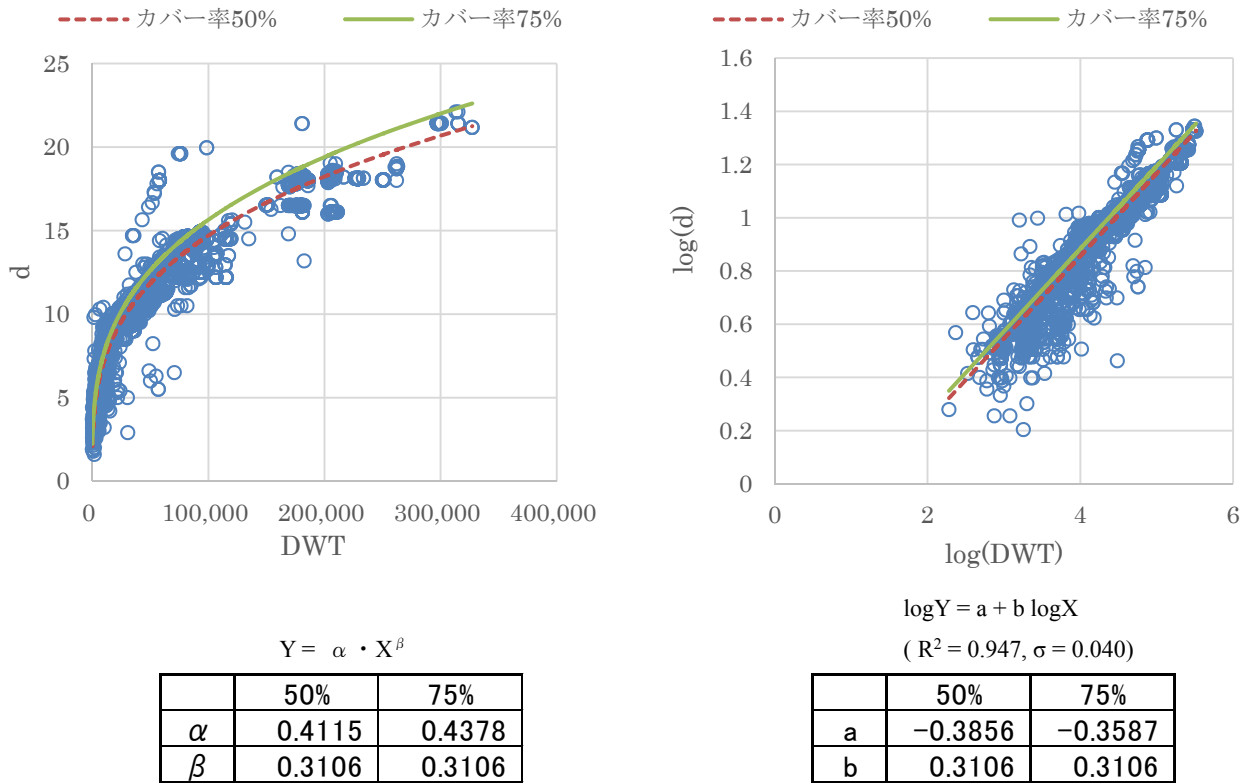 カバー率50% カバー率75%
d
25
20
15
10
5
0
0 100,000 200,000 300,000 400,000
DWT
Y = α・X^β
50% 75%
α 0.4115 0.4378
β 0.3106 0.3106
カバー率50% カバー率75%
log(d)
1.6
1.4
1.2
1
0.8
0.6
0.4
0.2
0
0 2 4 6
log(DWT)
logY = a + b logX
( R² = 0.947, σ = 0.040)
50% 75%
a −0.3856 −0.3587
b 0.3106 0.3106